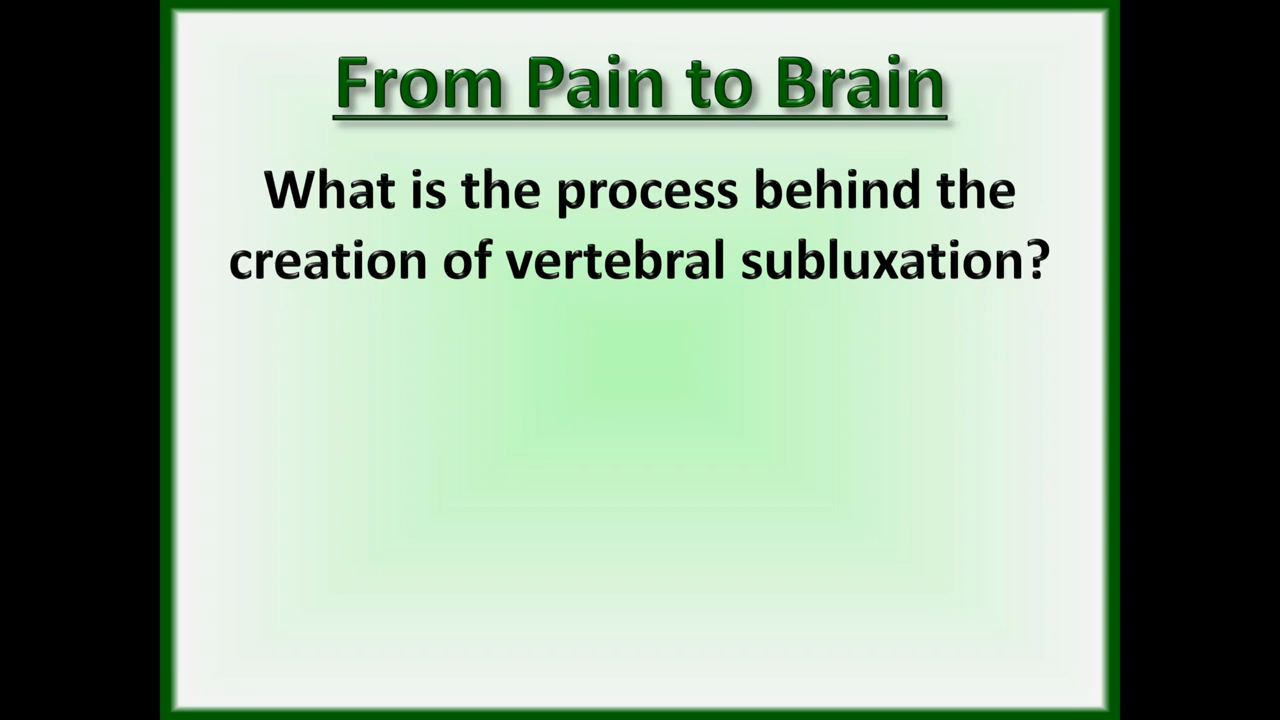 From Pain to Brain
What is the process behind the
creation of vertebral subluxation?